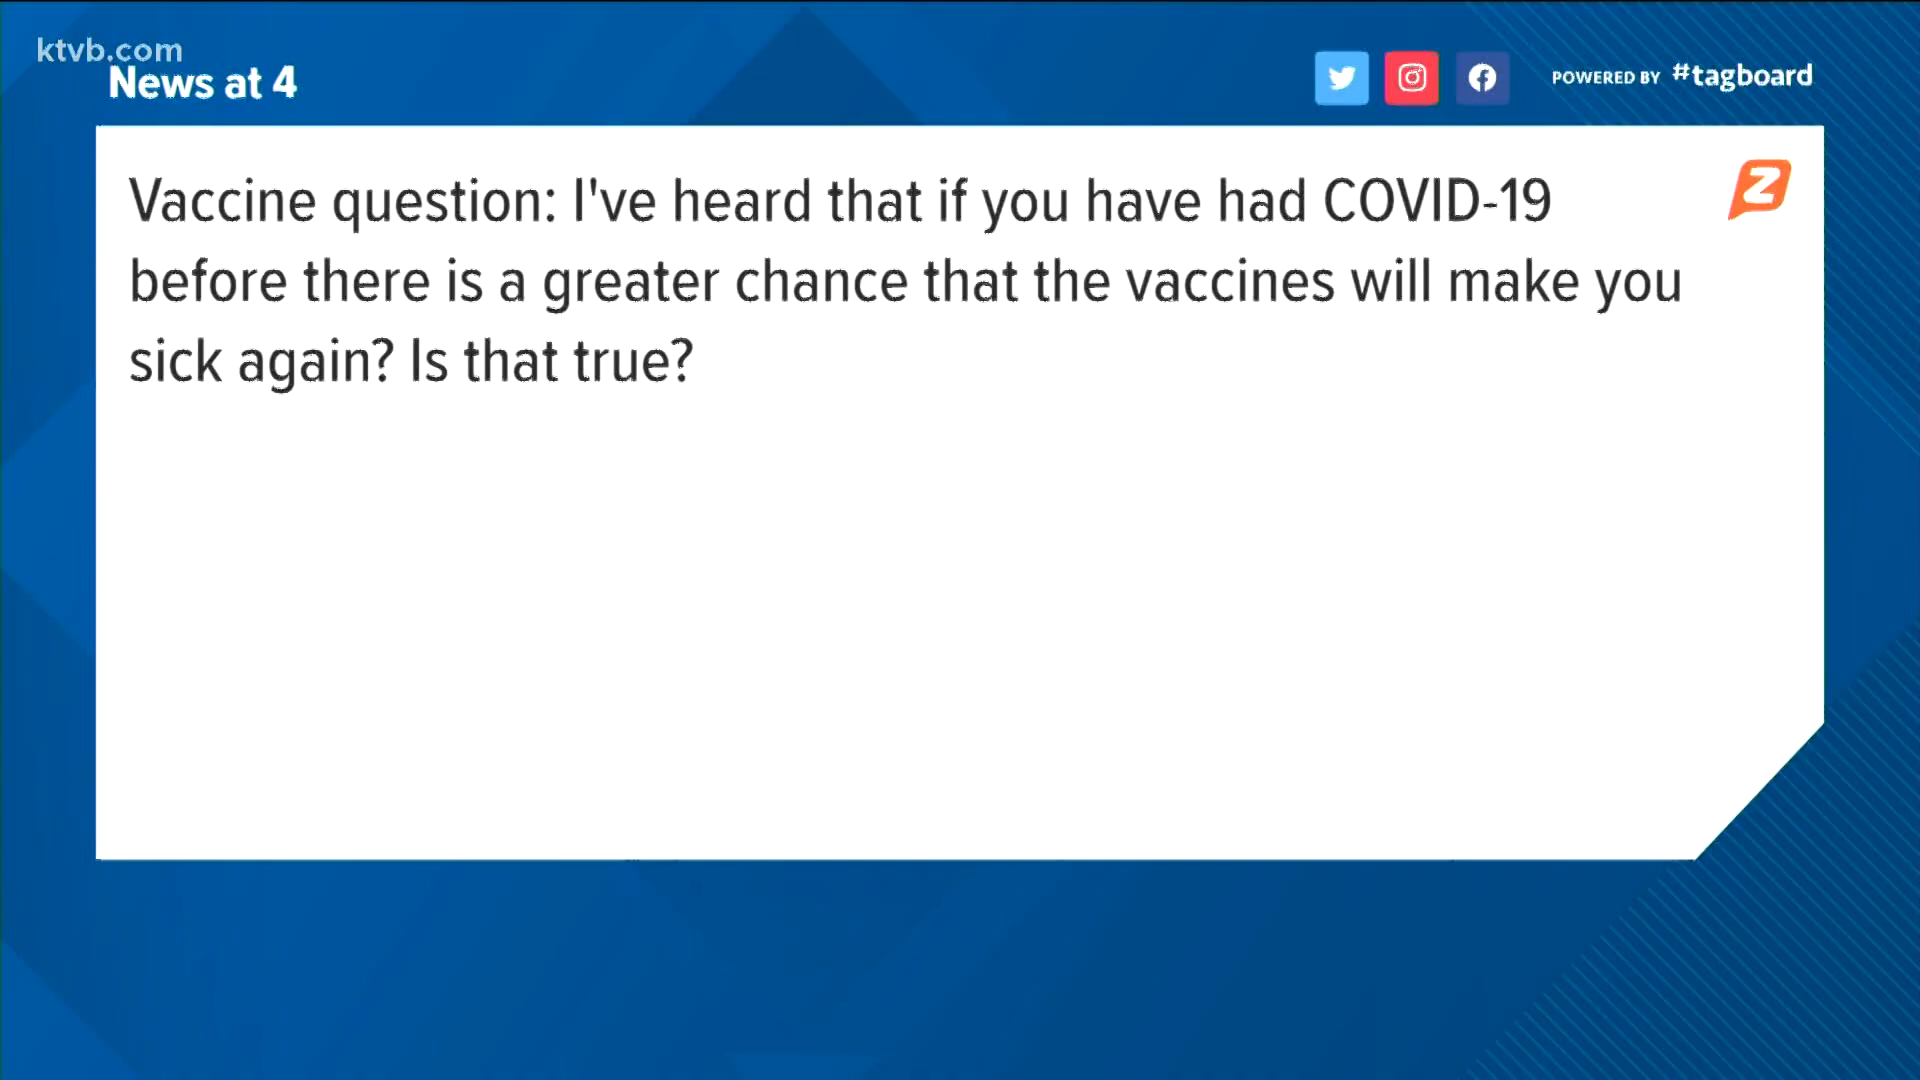 ktvb.com
News at 4
POWERED BY #tagboard
Vaccine question: I've heard that if you have had COVID-19
before there is a greater chance that the vaccines will make you
sick again? Is that true?